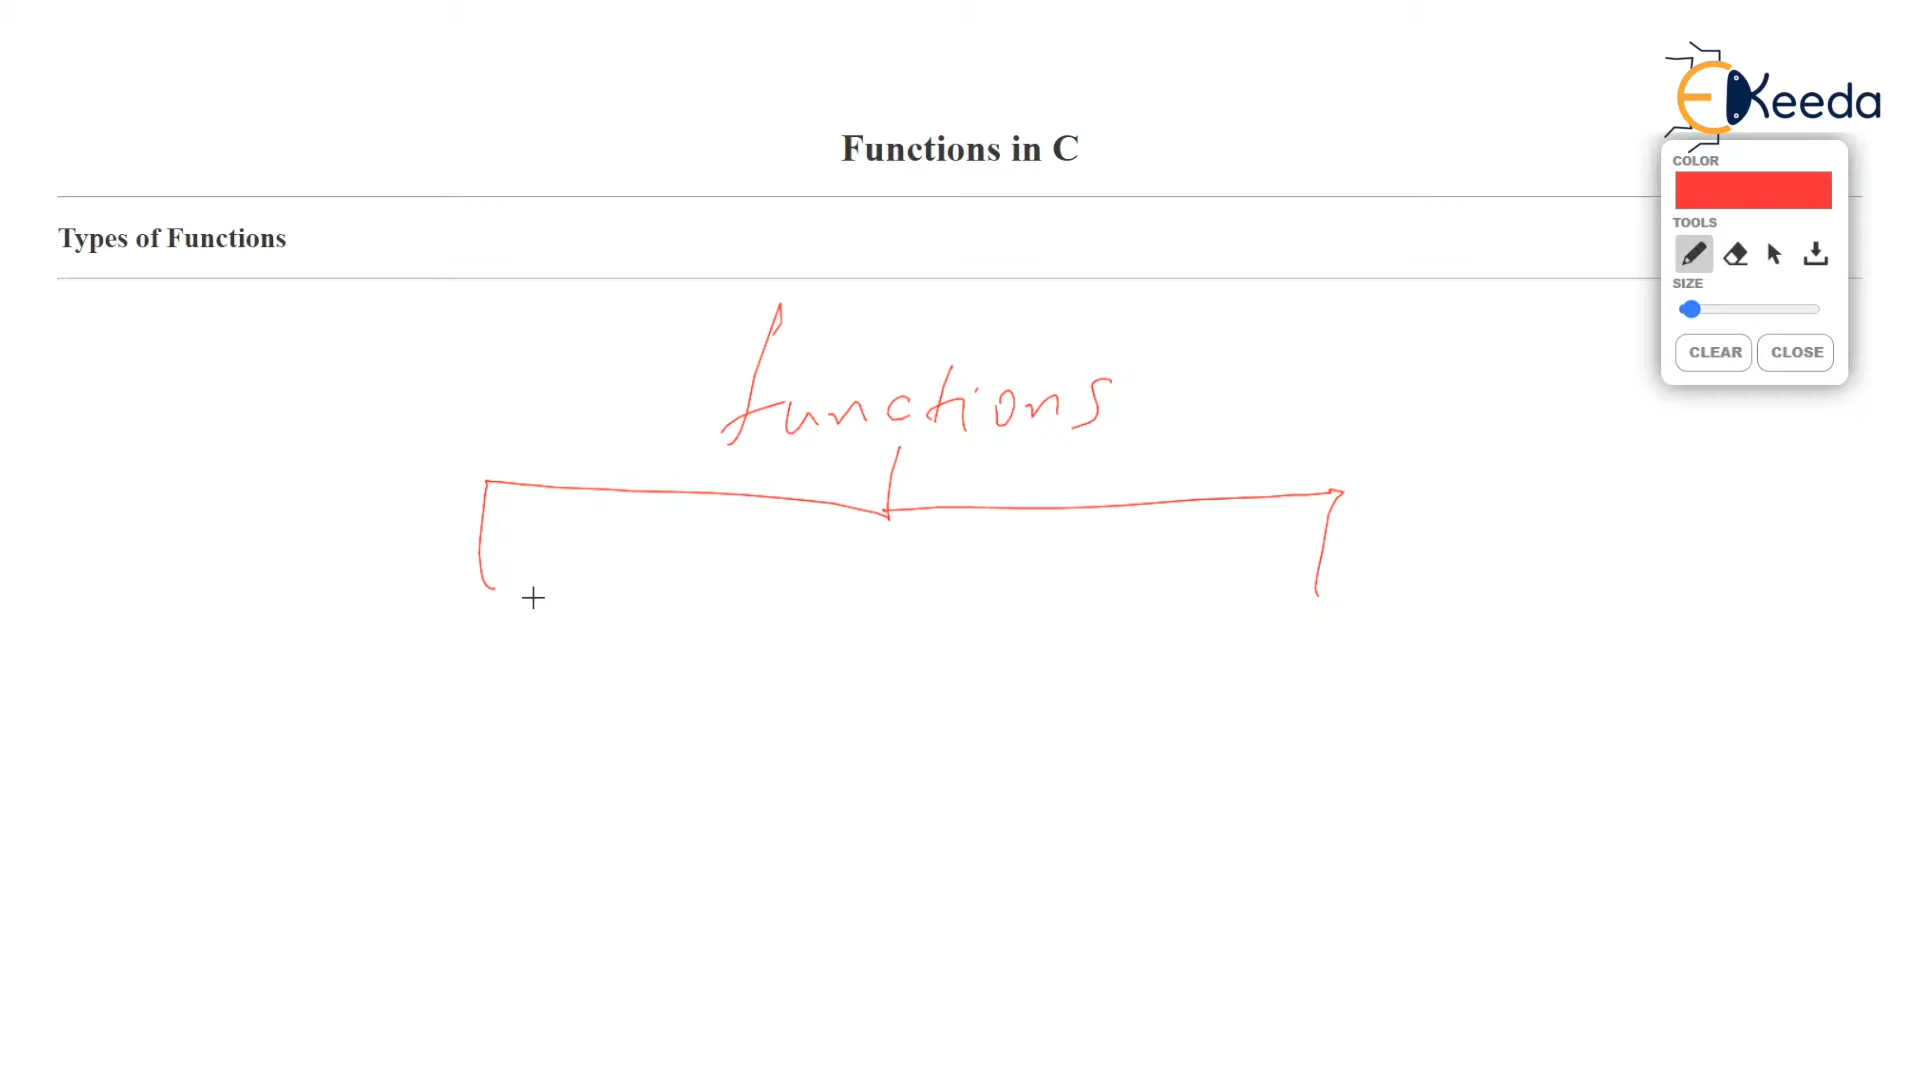 EKeeda
Functions in C
COLOR
Types of Functions
TOOLS
SIZE
functions
CLEAR CLOSE